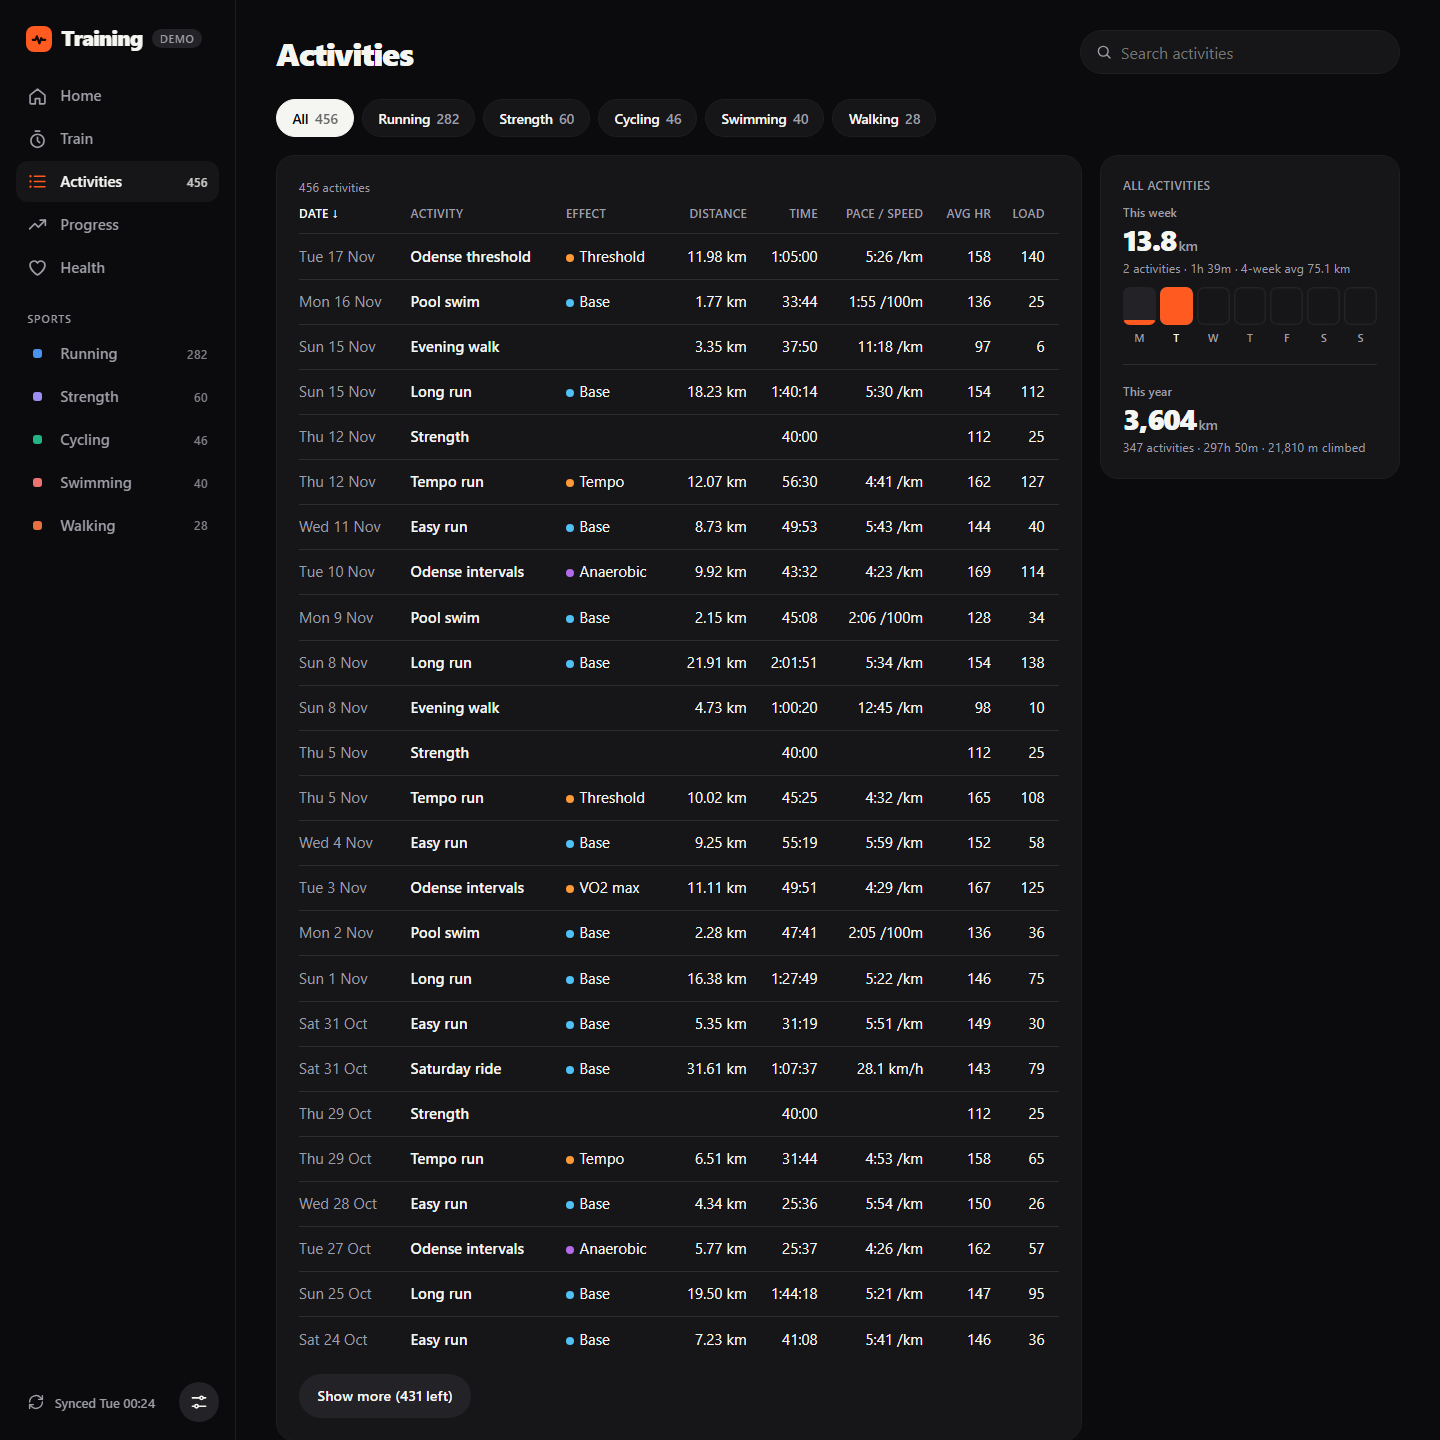 Training DEMO
Home
Train
Activities 456
Progress
Health
SPORTS
Running 282
Strength 60
Cycling 46
Swimming 40
Walking 28
Synced Tue 00:24
Activities
Search activities
All 456 Running 282 Strength 60 Cycling 46 Swimming 40 Walking 28
456 activities
DATE ↓ ACTIVITY EFFECT DISTANCE TIME PACE / SPEED AVG HR LOAD
Tue 17 Nov Odense threshold Threshold 11.98 km 1:05:00 5:26 /km 158 140
Mon 16 Nov Pool swim Base 1.77 km 33:44 1:55 /100m 136 25
Sun 15 Nov Evening walk 3.35 km 37:50 11:18 /km 97 6
Sun 15 Nov Long run Base 18.23 km 1:40:14 5:30 /km 154 112
Thu 12 Nov Strength 40:00 112 25
Thu 12 Nov Tempo run Tempo 12.07 km 56:30 4:41 /km 162 127
Wed 11 Nov Easy run Base 8.73 km 49:53 5:43 /km 144 40
Tue 10 Nov Odense intervals Anaerobic 9.92 km 43:32 4:23 /km 169 114
Mon 9 Nov Pool swim Base 2.15 km 45:08 2:06 /100m 128 34
Sun 8 Nov Long run Base 21.91 km 2:01:51 5:34 /km 154 138
Sun 8 Nov Evening walk 4.73 km 1:00:20 12:45 /km 98 10
Thu 5 Nov Strength 40:00 112 25
Thu 5 Nov Tempo run Threshold 10.02 km 45:25 4:32 /km 165 108
Wed 4 Nov Easy run Base 9.25 km 55:19 5:59 /km 152 58
Tue 3 Nov Odense intervals VO2 max 11.11 km 49:51 4:29 /km 167 125
Mon 2 Nov Pool swim Base 2.28 km 47:41 2:05 /100m 136 36
Sun 1 Nov Long run Base 16.38 km 1:27:49 5:22 /km 146 75
Sat 31 Oct Easy run Base 5.35 km 31:19 5:51 /km 149 30
Sat 31 Oct Saturday ride Base 31.61 km 1:07:37 28.1 km/h 143 79
Thu 29 Oct Strength 40:00 112 25
Thu 29 Oct Tempo run Tempo 6.51 km 31:44 4:53 /km 158 65
Wed 28 Oct Easy run Base 4.34 km 25:36 5:54 /km 150 26
Tue 27 Oct Odense intervals Anaerobic 5.77 km 25:37 4:26 /km 162 57
Sun 25 Oct Long run Base 19.50 km 1:44:18 5:21 /km 147 95
Sat 24 Oct Easy run Base 7.23 km 41:08 5:41 /km 146 36
Show more (431 left)
ALL ACTIVITIES
This week
13.8 km
2 activities · 1h 39m · 4-week avg 75.1 km
M T W T F S S
This year
3,604 km
347 activities · 297h 50m · 21,810 m climbed